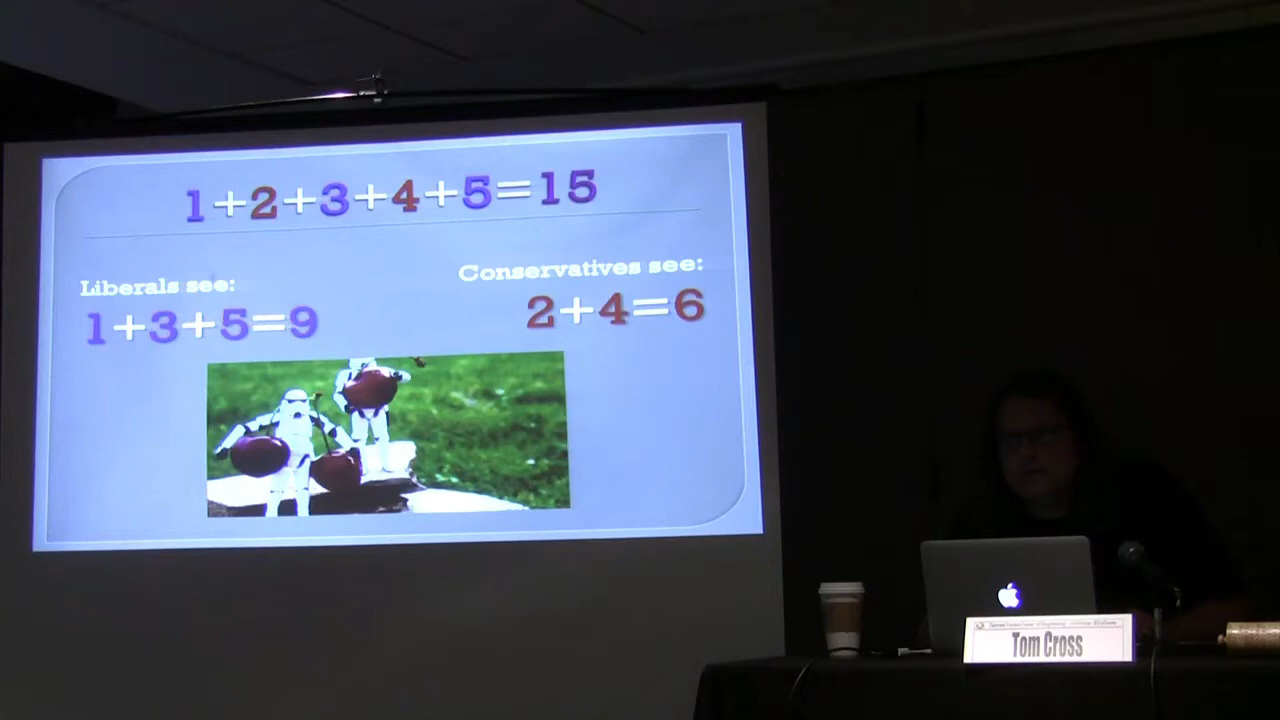 1+2+3+4+5=15
Liberals see:
Conservatives see:
1+3+5=9
2+4=6
Tom Cross